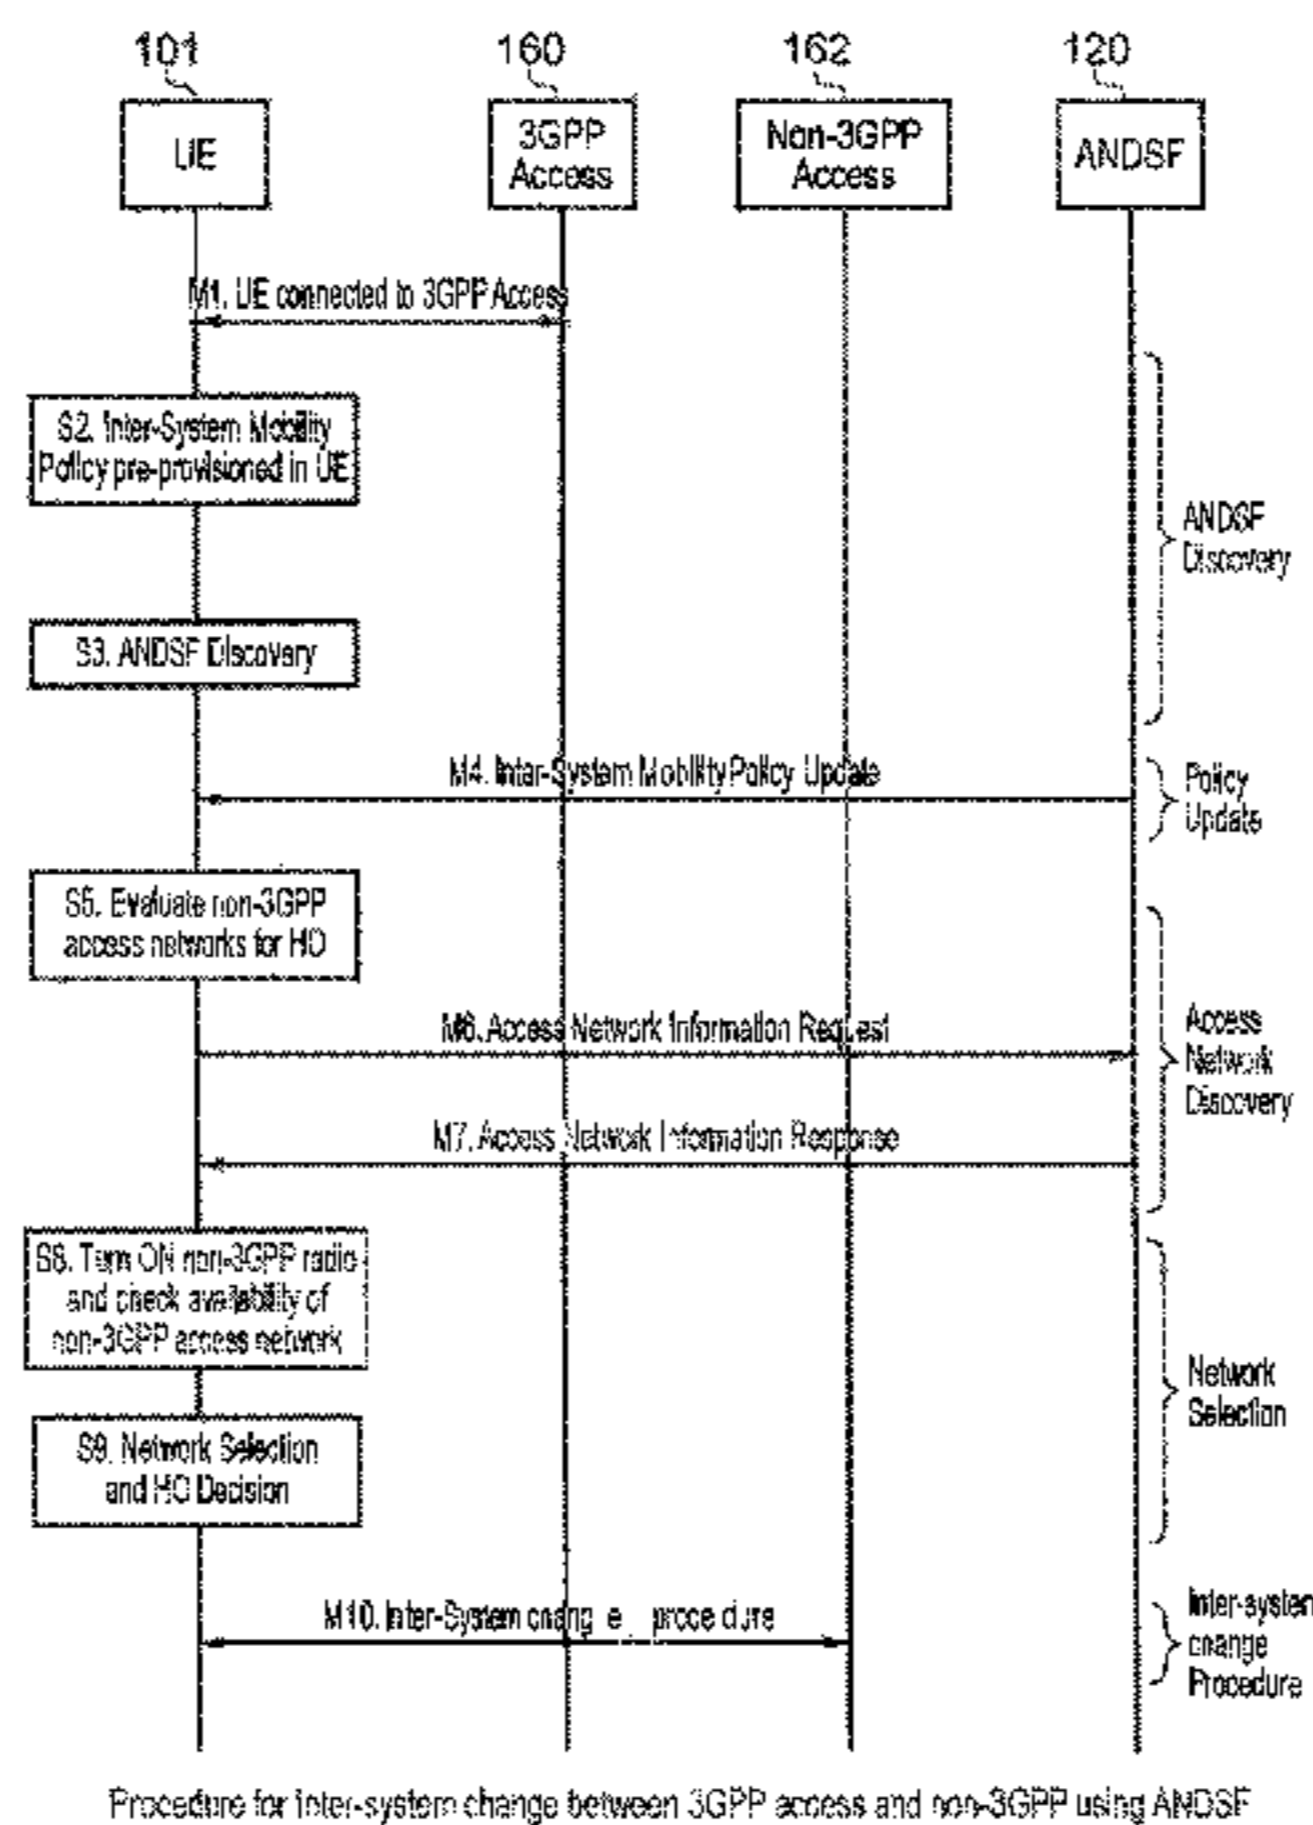 101
160
162
120
UE
3GPP
Access
Non-3GPP
Access
ANDSF
M1. UE connected to 3GPP Access
S2. Inter-System Mobility
Policy pre-provisioned in UE
ANDSF
Discovery
S3. ANDSF Discovery
M4. Inter-System Mobility Policy Update
Policy
Update
S5. Evaluate non-3GPP
access networks for HO
M6. Access Network Information Request
Access
Network
Discovery
M7. Access Network Information Response
S8. Turn ON non-3GPP radio
and check availability of
non-3GPP access network
Network
Selection
S9. Network Selection
and HO Decision
M10. Inter-System change procedure
Inter-system
change
Procedure
Procedure for inter-system change between 3GPP access and non-3GPP using ANDSF